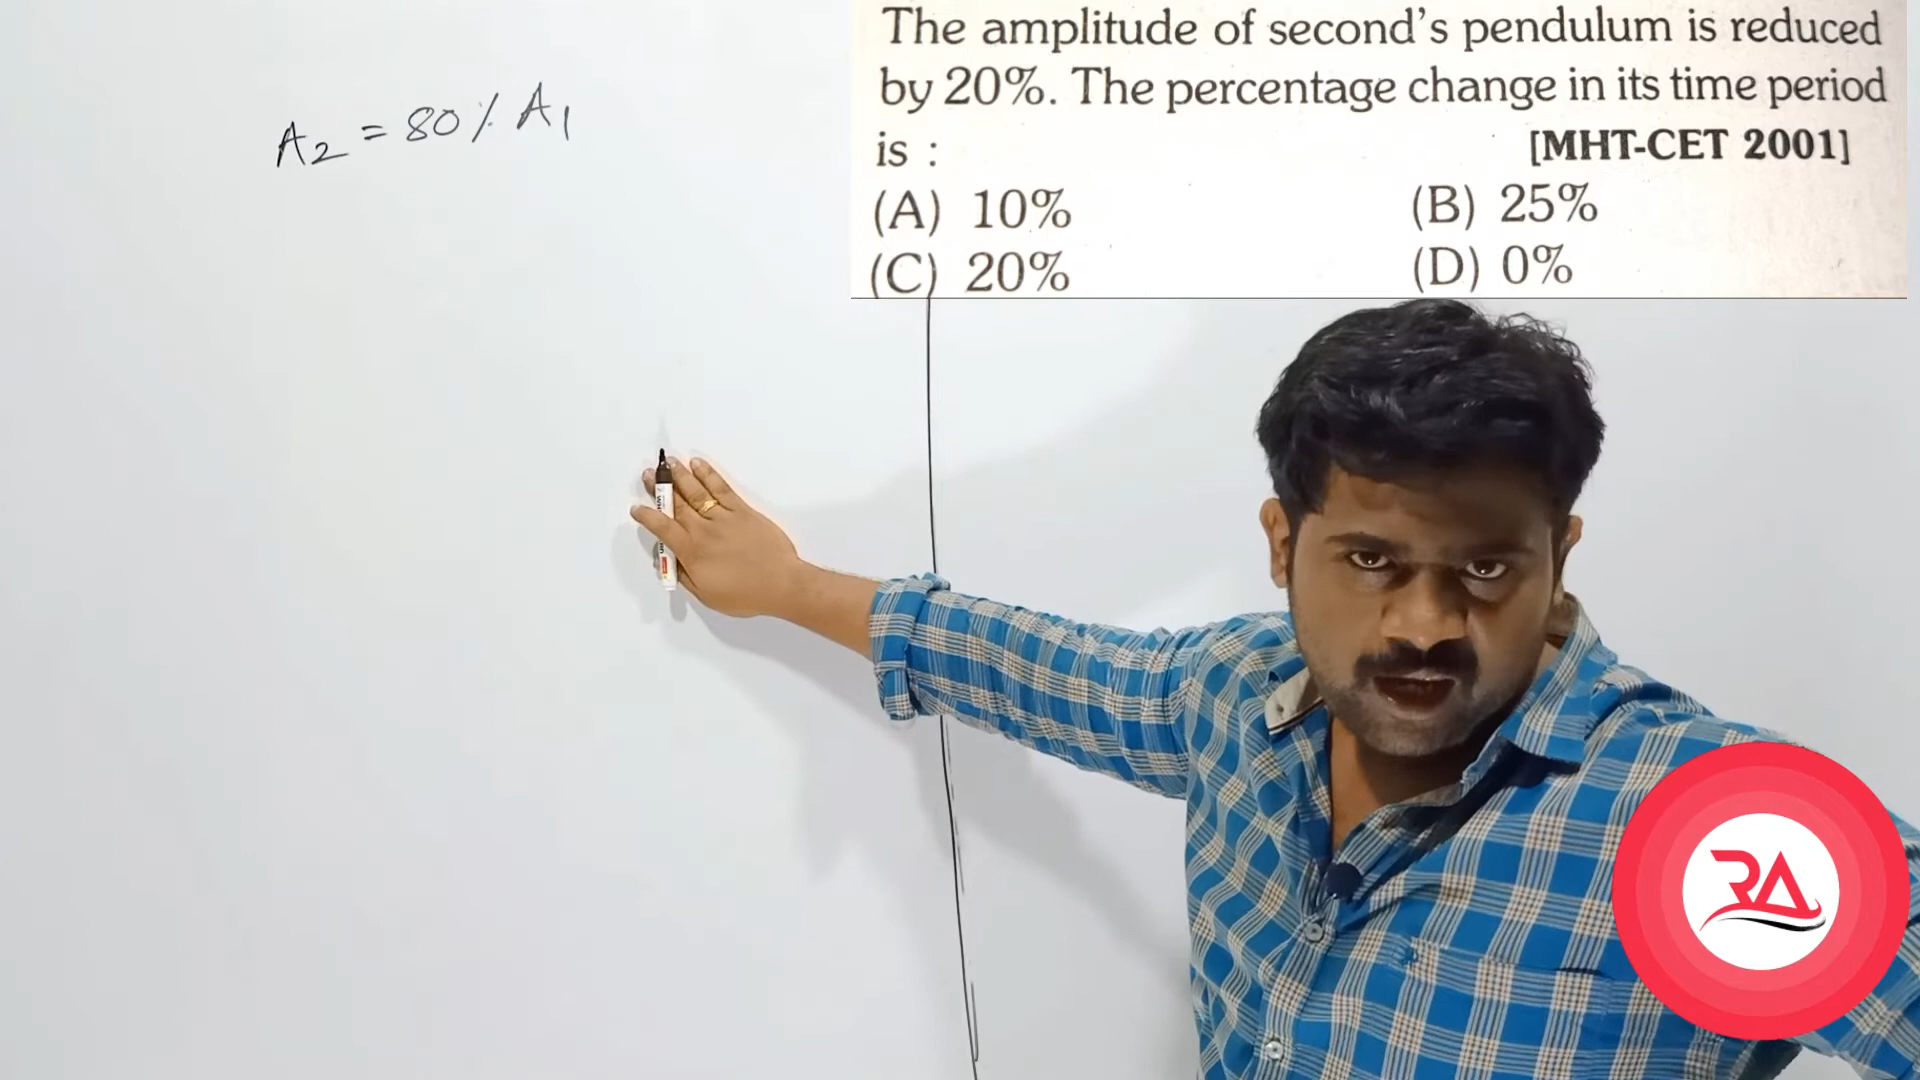 A2 = 80% A1
The amplitude of second's pendulum is reduced
by 20%. The percentage change in its time period
is : [MHT-CET 2001]
(A) 10% (B) 25%
(C) 20% (D) 0%
RA